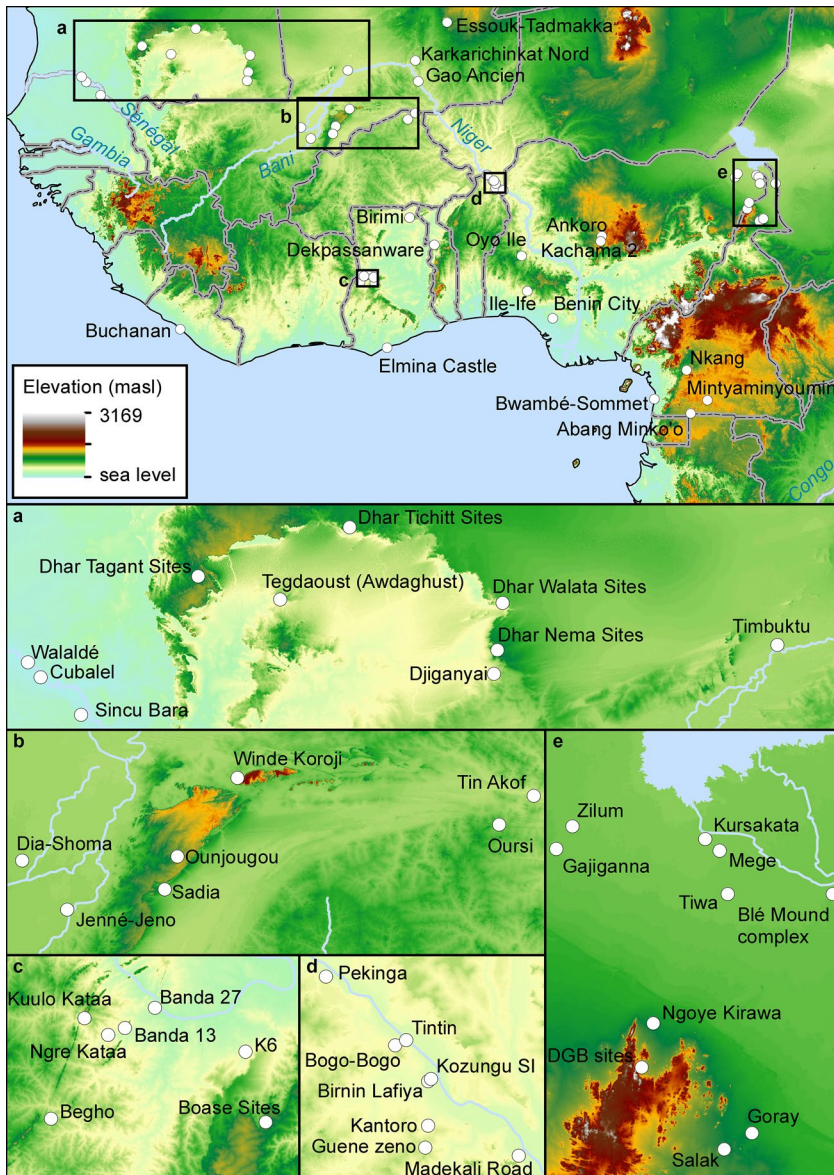 a
Essouk-Tadmakka
Karkarichinkat Nord
Gao Ancien
Sénégal
Gambia
b
Bani
Niger
e
d
Birimi
Ankoro
Dekpassanware
Oyo Ile
Kachama 2
c
Ile-Ife
Benin City
Buchanan
Elmina Castle
Nkang
Elevation (masl)
3169
sea level
Mintyaminyoumin
Bwambé-Sommet
Abang Minko'o
Congo
a
Dhar Tichitt Sites
Dhar Tagant Sites
Tegdaoust (Awdaghust)
Dhar Walata Sites
Timbuktu
Dhar Nema Sites
Walaldé
Cubalel
Djiganyai
Sincu Bara
b
Winde Koroji
Tin Akof
Dia-Shoma
Oursi
Ounjougou
Sadia
Jenné-Jeno
e
Zilum
Kursakata
Gajiganna
Mege
Tiwa
Blé Mound
complex
Ngoye Kirawa
DGB sites
Goray
Salak
c
Kuulo Kataa
Banda 27
Banda 13
Ngre Kataa
K6
Begho
Boase Sites
d
Pekinga
Tintin
Bogo-Bogo
Kozungu SI
Birnin Lafiya
Kantoro
Guene zeno
Madekali Road